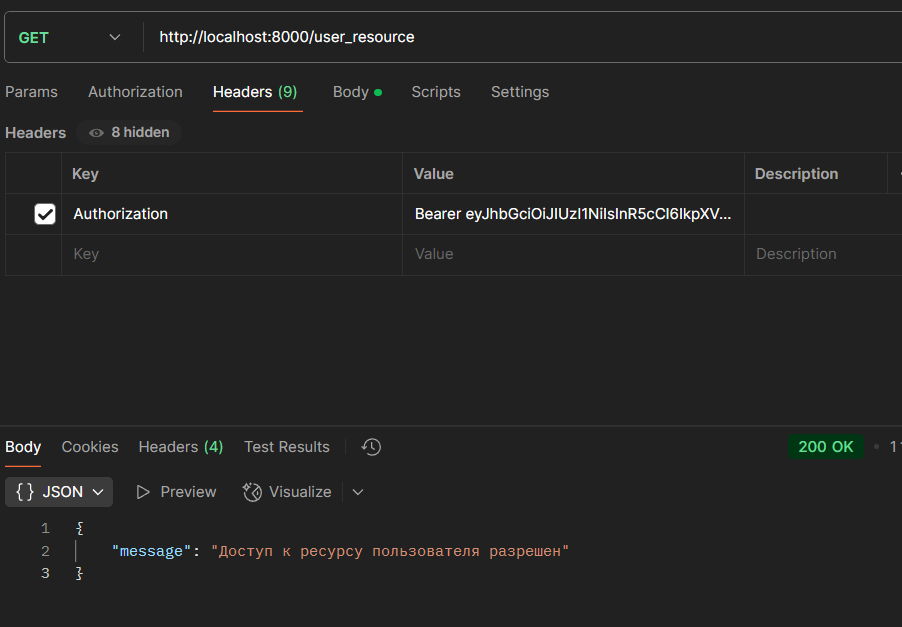 GET http://localhost:8000/user_resource
Params Authorization Headers (9) Body Scripts Settings
Headers 8 hidden
Key Value Description
Authorization Bearer eyJhbGciOiJIUzI1NiIsInR5cCI6IkpXV...
Key Value Description
Body Cookies Headers (4) Test Results 200 OK
{} JSON Preview Visualize
1 {
2 "message": "Доступ к ресурсу пользователя разрешен"
3 }